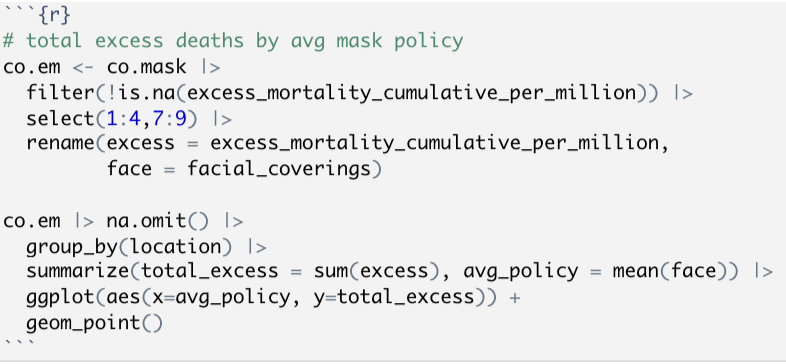 ```{r}
# total excess deaths by avg mask policy
co.em <- co.mask |>
  filter(!is.na(excess_mortality_cumulative_per_million)) |>
  select(1:4,7:9) |>
  rename(excess = excess_mortality_cumulative_per_million,
         face = facial_coverings)

co.em |> na.omit() |>
  group_by(location) |>
  summarize(total_excess = sum(excess), avg_policy = mean(face)) |>
  ggplot(aes(x=avg_policy, y=total_excess)) +
  geom_point()
```